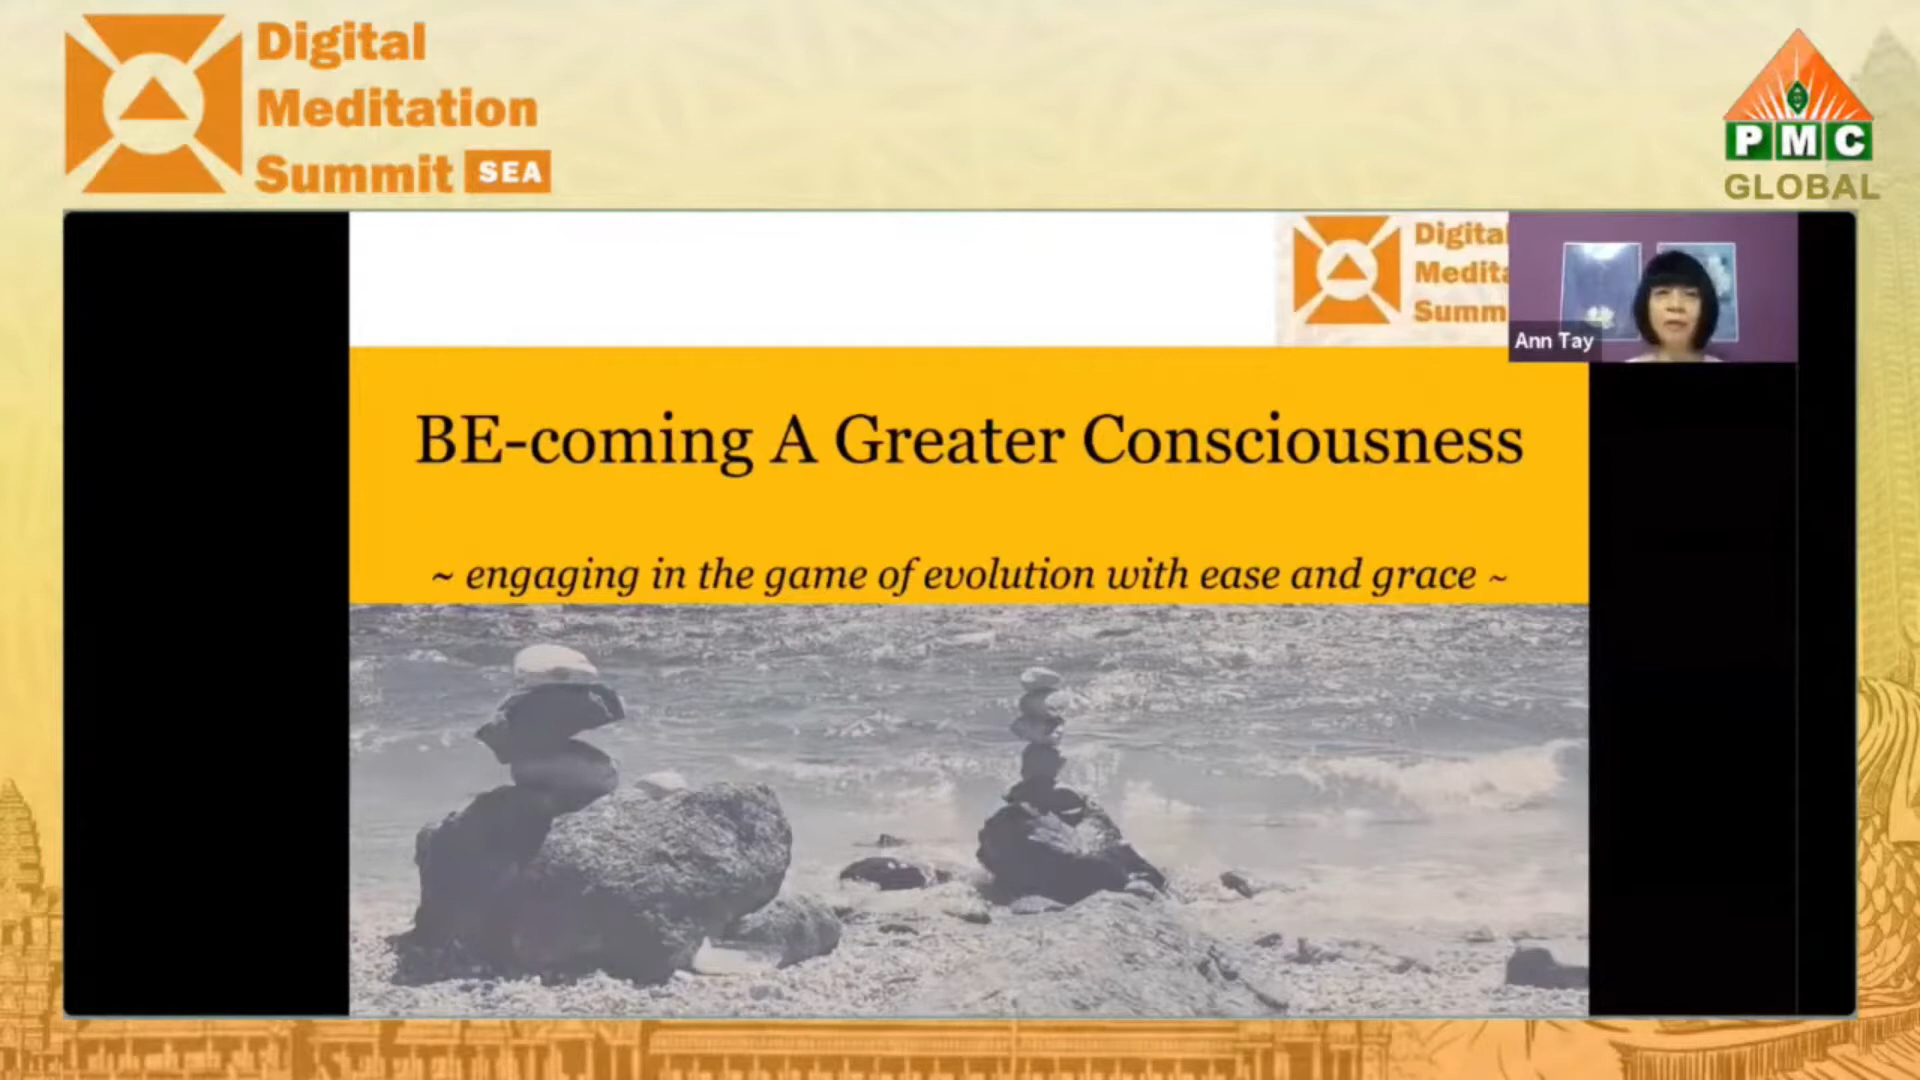 Digital
Meditation
Summit SEA
PMC
GLOBAL
Digital
Medita
Summ
Ann Tay
BE-coming A Greater Consciousness
~ engaging in the game of evolution with ease and grace ~